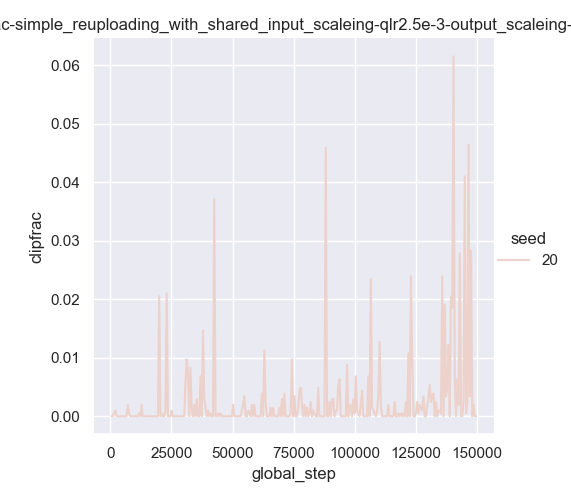 ac-simple_reuploading_with_shared_input_scaleing-qlr2.5e-3-output_scaleing-
0.06
0.05
0.04
0.03
0.02
0.01
0.00
clipfrac
0 25000 50000 75000 100000 125000 150000
global_step
seed
20